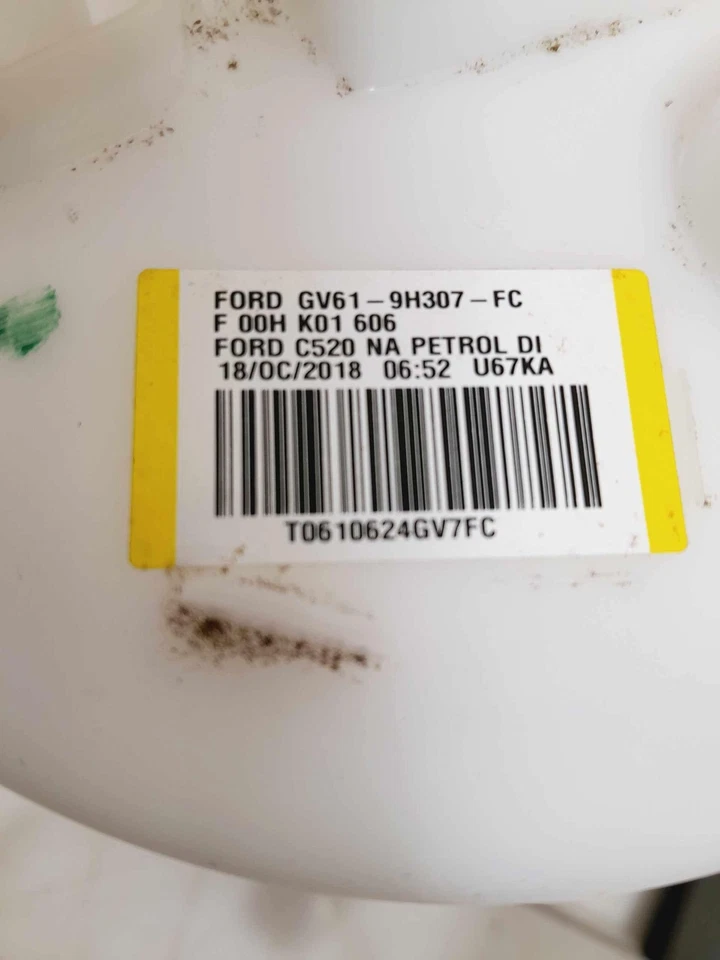 FORD GV61-9H307-FC
F 00H K01 606
FORD C520 NA PETROL DI
18/OC/2018 06:52 U67KA
T0610624GV7FC